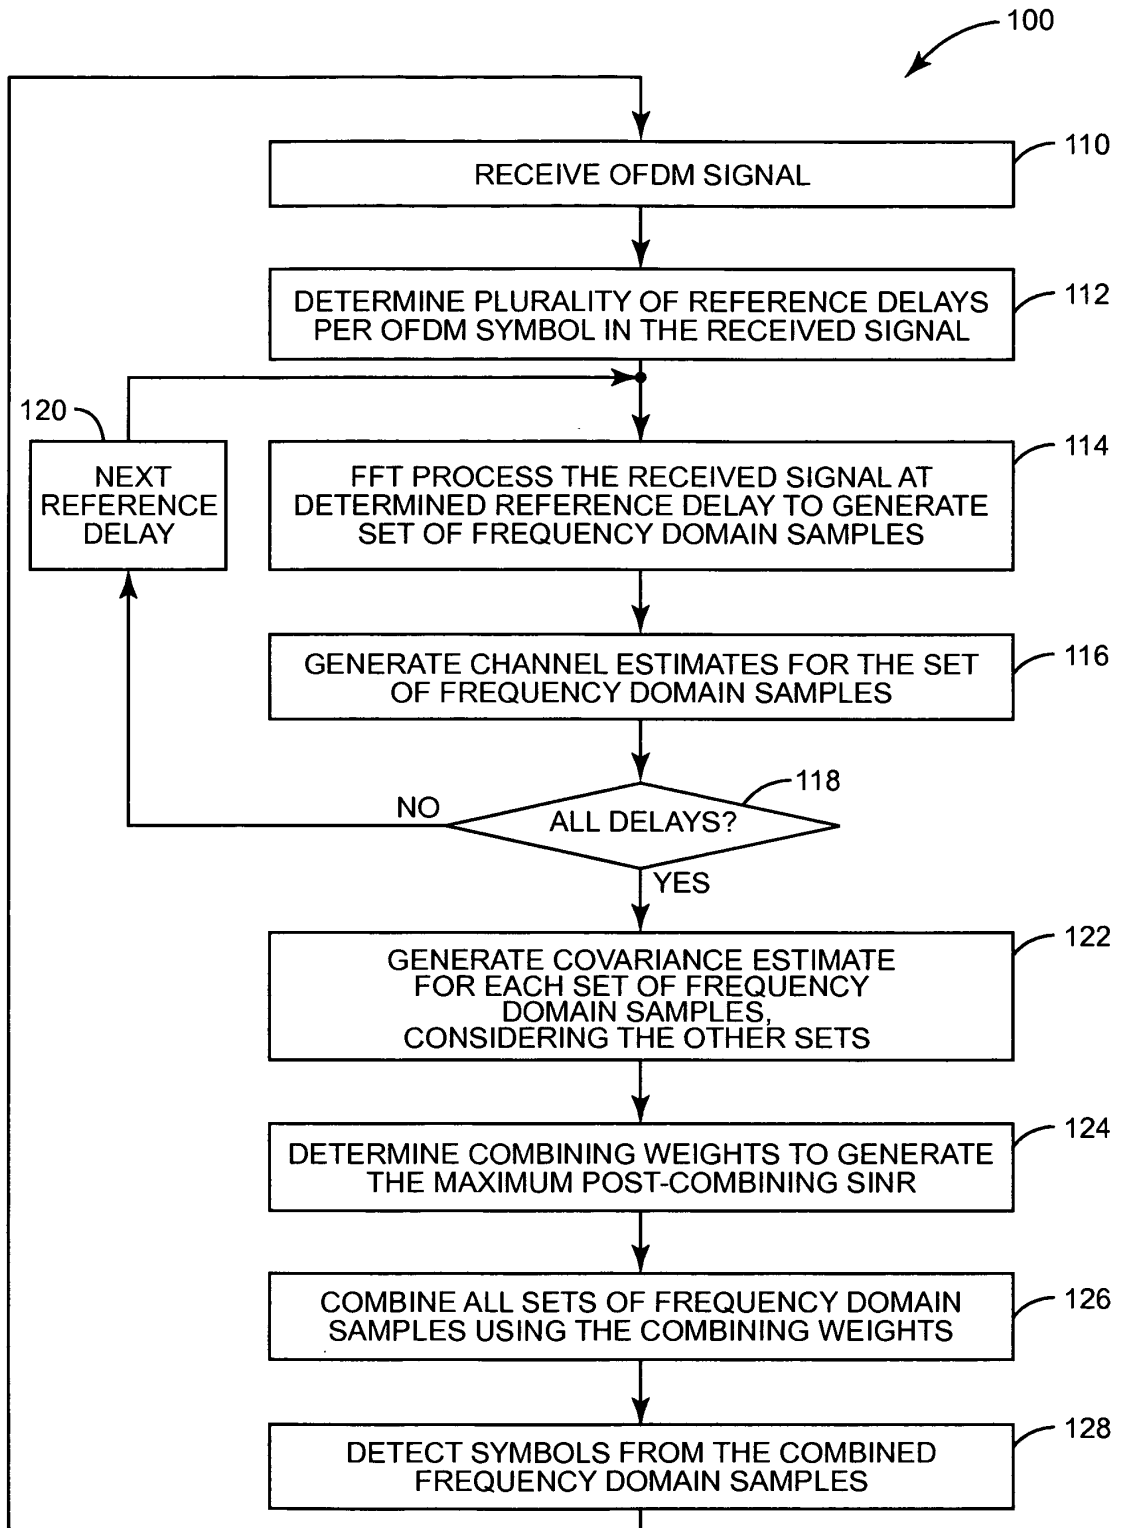 100
RECEIVE OFDM SIGNAL
110
DETERMINE PLURALITY OF REFERENCE DELAYS
PER OFDM SYMBOL IN THE RECEIVED SIGNAL
112
120
NEXT
REFERENCE
DELAY
FFT PROCESS THE RECEIVED SIGNAL AT
DETERMINED REFERENCE DELAY TO GENERATE
SET OF FREQUENCY DOMAIN SAMPLES
114
GENERATE CHANNEL ESTIMATES FOR THE SET
OF FREQUENCY DOMAIN SAMPLES
116
NO
ALL DELAYS?
118
YES
GENERATE COVARIANCE ESTIMATE
FOR EACH SET OF FREQUENCY
DOMAIN SAMPLES,
CONSIDERING THE OTHER SETS
122
DETERMINE COMBINING WEIGHTS TO GENERATE
THE MAXIMUM POST-COMBINING SINR
124
COMBINE ALL SETS OF FREQUENCY DOMAIN
SAMPLES USING THE COMBINING WEIGHTS
126
DETECT SYMBOLS FROM THE COMBINED
FREQUENCY DOMAIN SAMPLES
128